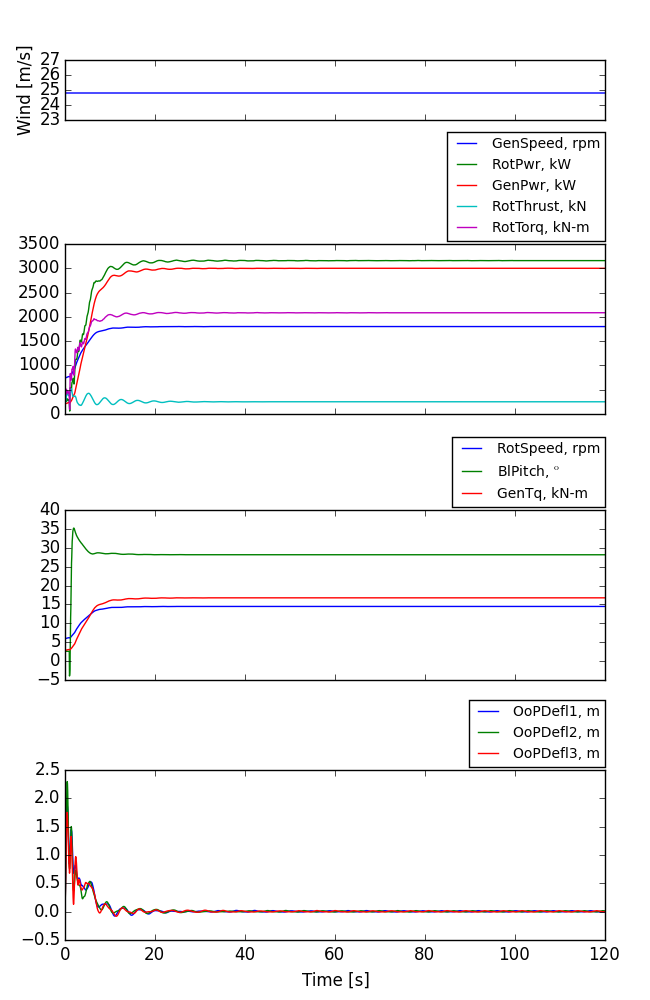 Wind [m/s]
27
26
25
24
23
GenSpeed, rpm
RotPwr, kW
GenPwr, kW
RotThrust, kN
RotTorq, kN-m
3500
3000
2500
2000
1500
1000
500
0
RotSpeed, rpm
BlPitch, °
GenTq, kN-m
40
35
30
25
20
15
10
5
0
−5
OoPDefl1, m
OoPDefl2, m
OoPDefl3, m
2.5
2.0
1.5
1.0
0.5
0.0
−0.5
0 20 40 60 80 100 120
Time [s]